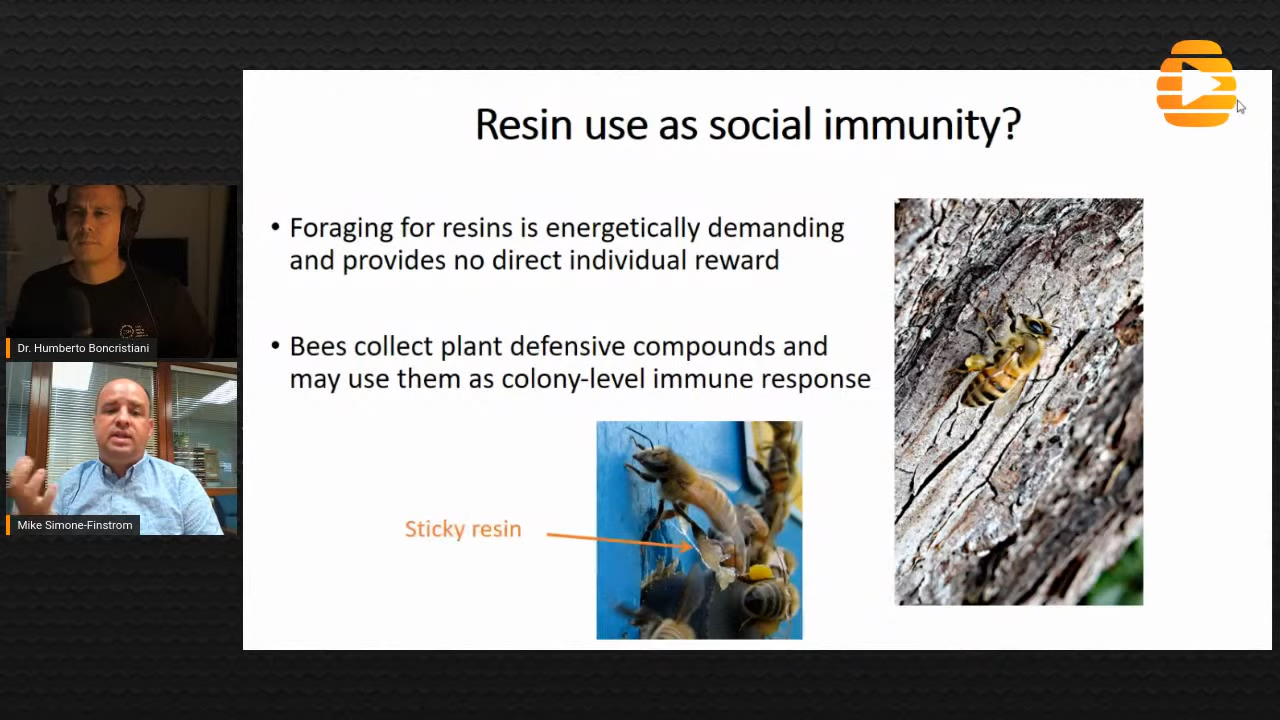 Resin use as social immunity?
• Foraging for resins is energetically demanding
and provides no direct individual reward
• Bees collect plant defensive compounds and
may use them as colony-level immune response
Sticky resin
Dr. Humberto Boncristiani
Mike Simone-Finstrom